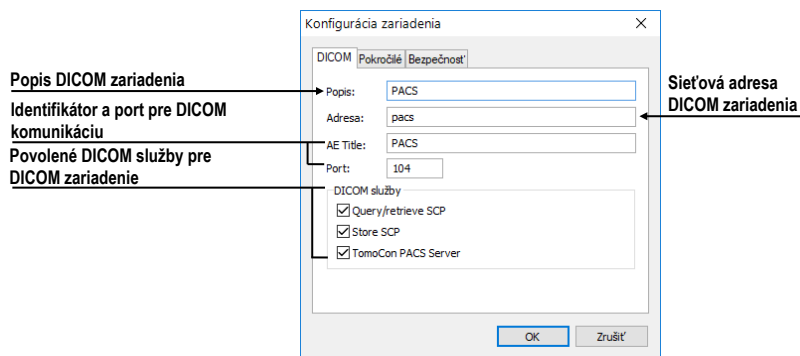 Konfigurácia zariadenia
DICOM Pokročilé Bezpečnosť
Popis DICOM zariadenia
Popis: PACS
Sieťová adresa
DICOM zariadenia
Identifikátor a port pre DICOM
komunikáciu
Adresa: pacs
AE Title: PACS
Povolené DICOM služby pre
DICOM zariadenie
Port: 104
DICOM služby
Query/retrieve SCP
Store SCP
TomoCon PACS Server
OK Zrušiť